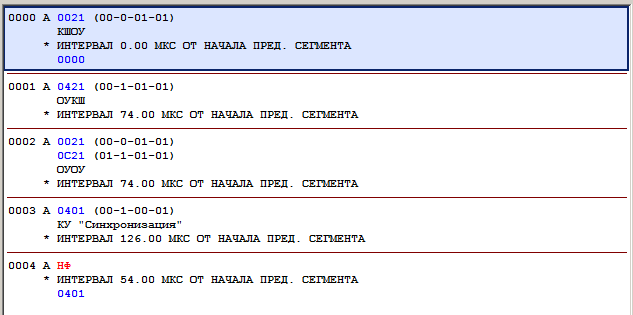 0000 А 0021 (00-0-01-01)
КШОУ
* ИНТЕРВАЛ 0.00 МКС ОТ НАЧАЛА ПРЕД. СЕГМЕНТА
0000
0001 А 0421 (00-1-01-01)
ОУКШ
* ИНТЕРВАЛ 74.00 МКС ОТ НАЧАЛА ПРЕД. СЕГМЕНТА
0002 А 0021 (00-0-01-01)
0C21 (01-1-01-01)
ОУОУ
* ИНТЕРВАЛ 74.00 МКС ОТ НАЧАЛА ПРЕД. СЕГМЕНТА
0003 А 0401 (00-1-00-01)
КУ "Синхронизация"
* ИНТЕРВАЛ 126.00 МКС ОТ НАЧАЛА ПРЕД. СЕГМЕНТА
0004 А НФ
* ИНТЕРВАЛ 54.00 МКС ОТ НАЧАЛА ПРЕД. СЕГМЕНТА
0401